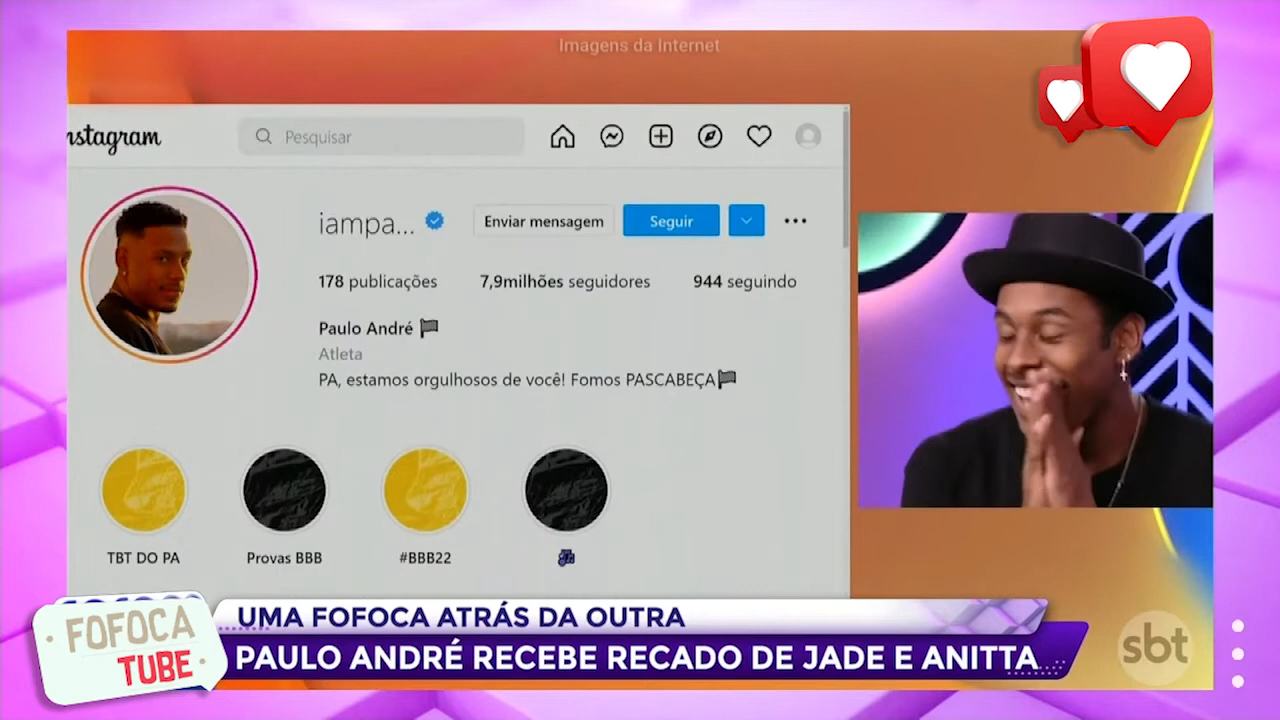 Imagens da Internet
nstagram
Pesquisar
iampa...
Enviar mensagem
Seguir
178 publicações
7,9milhões seguidores
944 seguindo
Paulo André
Atleta
PA, estamos orgulhosos de você! Fomos PASCABEÇA
TBT DO PA
Provas BBB
#BBB22
FOFOCA
TUBE
UMA FOFOCA ATRÁS DA OUTRA
PAULO ANDRÉ RECEBE RECADO DE JADE E ANITTA
sbt